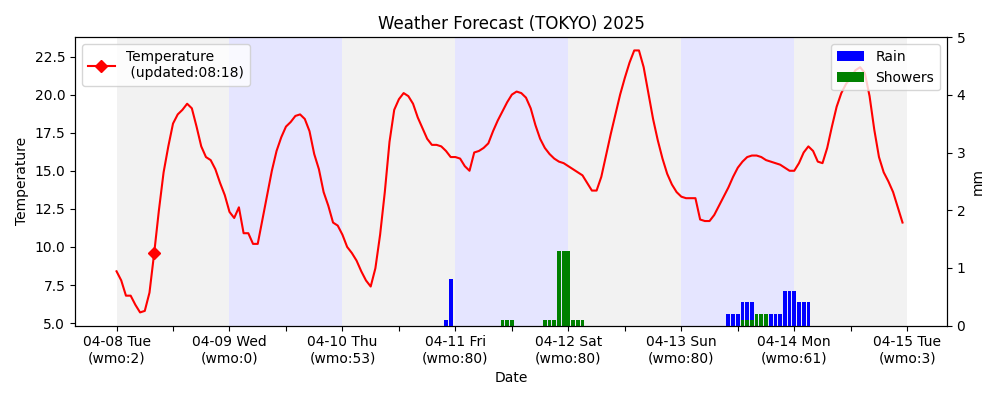 Weather Forecast (TOKYO) 2025
Temperature
(updated:08:18)
Rain
Showers
Temperature
22.5
20.0
17.5
15.0
12.5
10.0
7.5
5.0
mm
5
4
3
2
1
0
04-08 Tue
(wmo:2)
04-09 Wed
(wmo:0)
04-10 Thu
(wmo:53)
04-11 Fri
(wmo:80)
04-12 Sat
(wmo:80)
04-13 Sun
(wmo:80)
04-14 Mon
(wmo:61)
04-15 Tue
(wmo:3)
Date